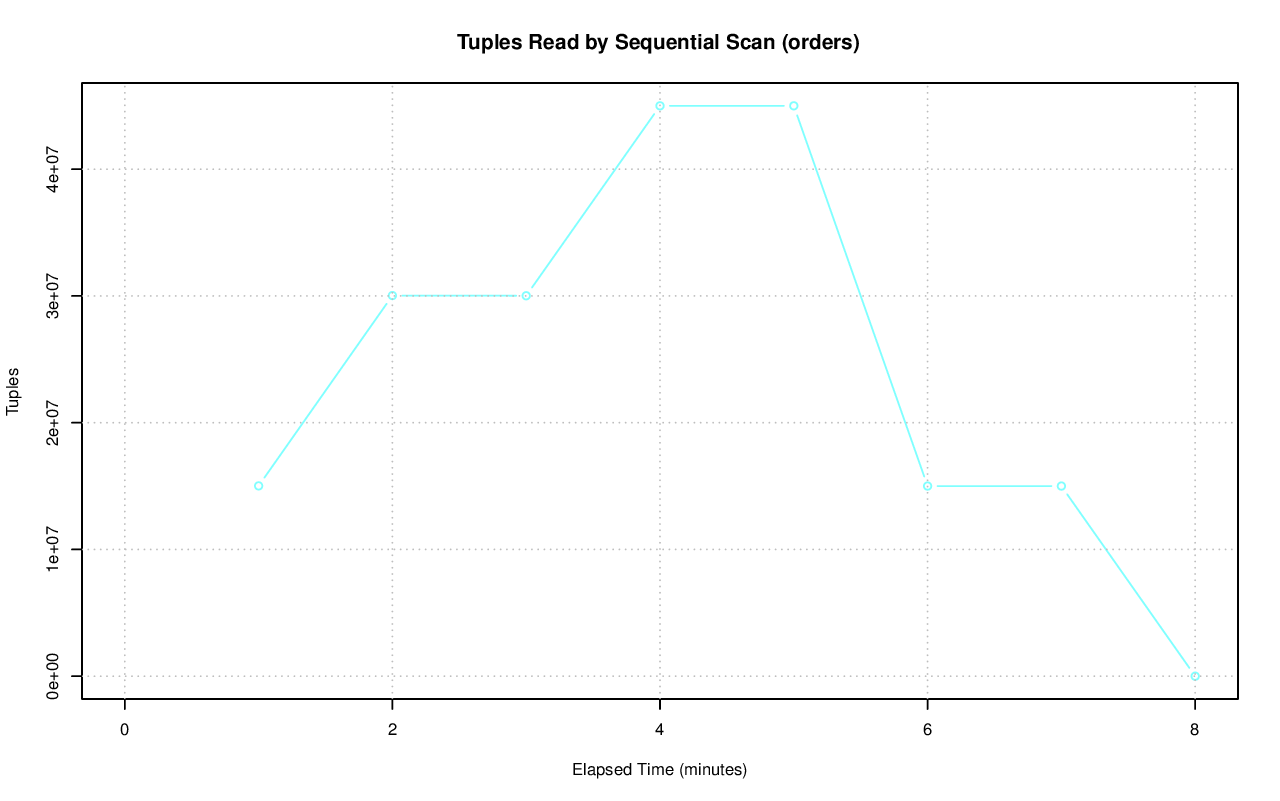 Tuples Read by Sequential Scan (orders)
Tuples
4e+07
3e+07
2e+07
1e+07
0e+00
0 2 4 6 8
Elapsed Time (minutes)